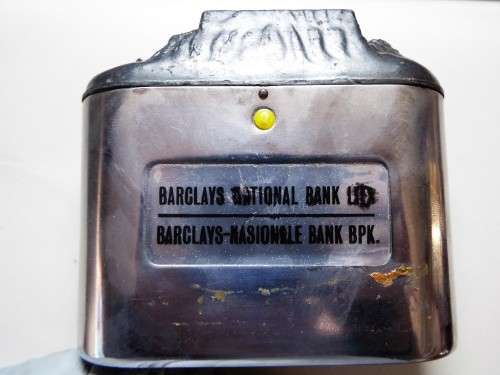 BARCLAYS NATIONAL BANK LTD.
BARCLAYS-NASIONALE BANK BPK.